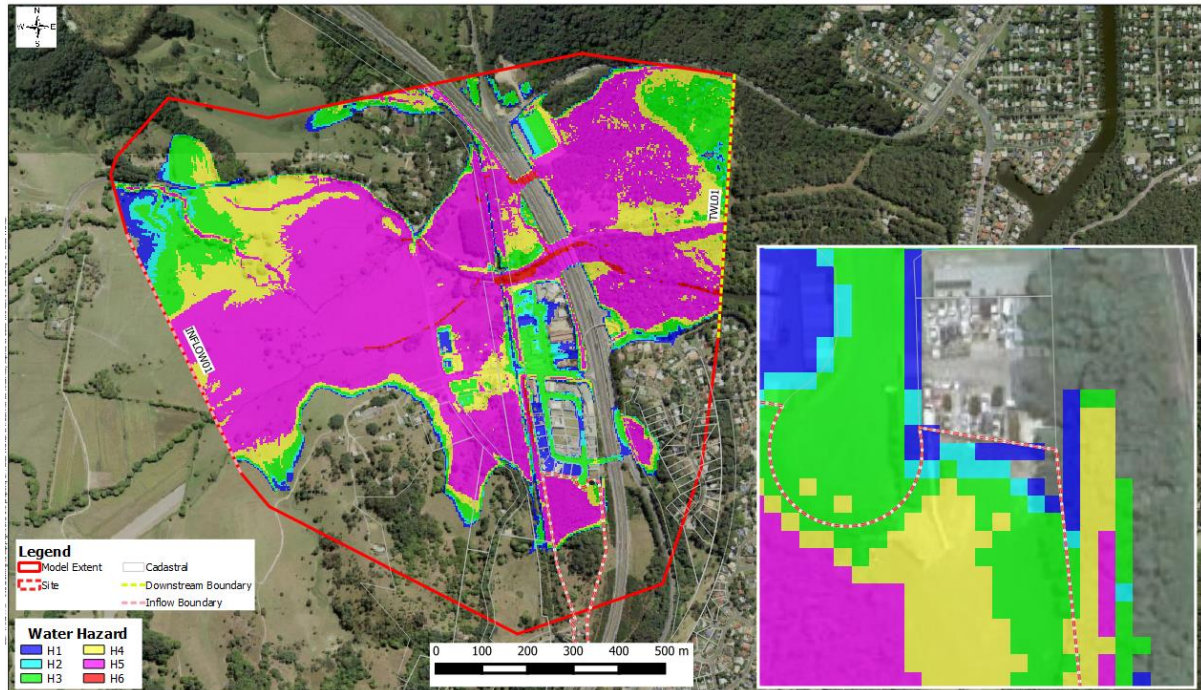 N
W E
S
TWL01
INFLOW01
Legend
Model Extent
Site
Cadastral
Downstream Boundary
Inflow Boundary
Water Hazard
H1
H2
H3
H4
H5
H6
0 100 200 300 400 500 m